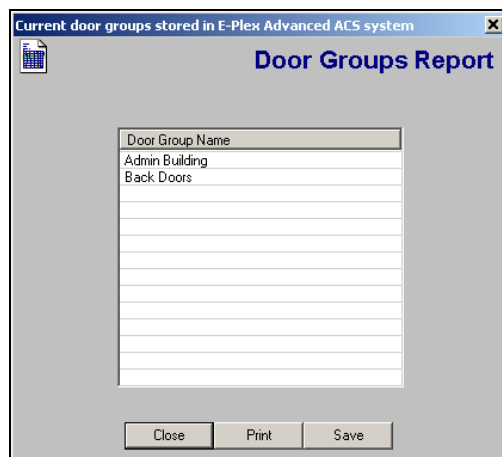 Current door groups stored in E-Plex Advanced ACS system
Door Groups Report
Door Group Name
Admin Building
Back Doors
Close Print Save